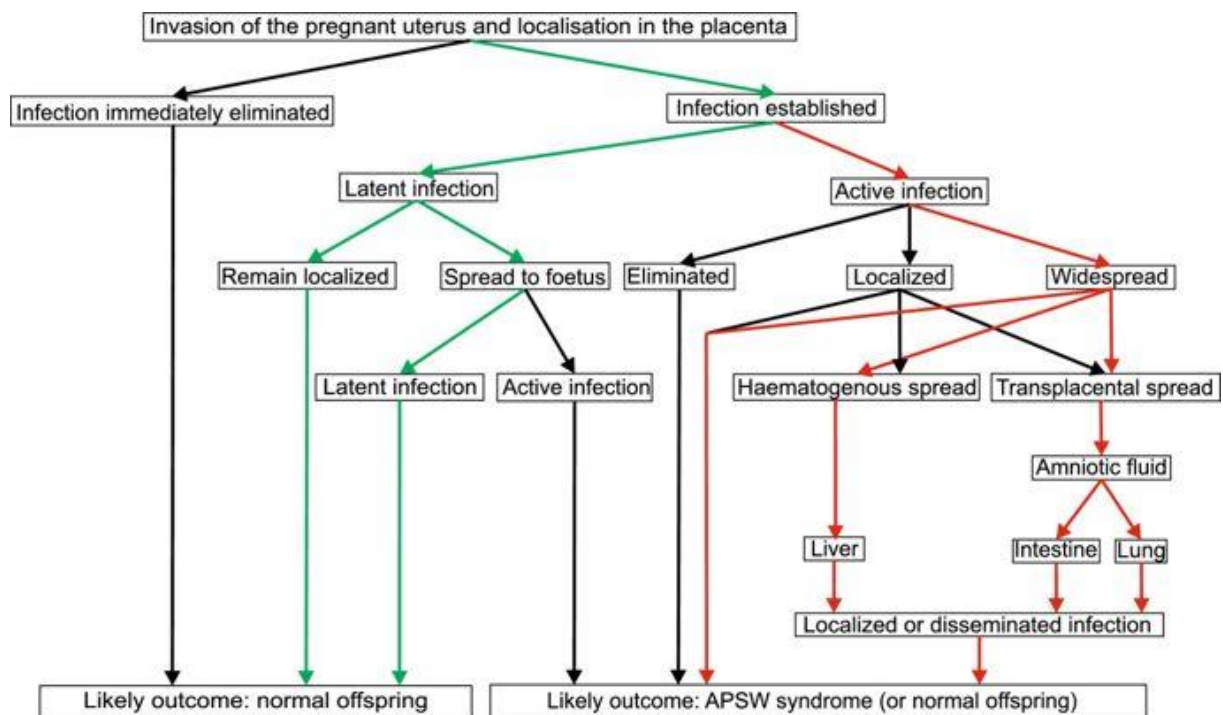 Invasion of the pregnant uterus and localisation in the placenta
Infection immediately eliminated
Infection established
Latent infection
Active infection
Remain localized
Spread to foetus
Eliminated
Localized
Widespread
Latent infection
Active infection
Haematogenous spread
Transplacental spread
Amniotic fluid
Liver
Intestine
Lung
Localized or disseminated infection
Likely outcome: normal offspring
Likely outcome: APSW syndrome (or normal offspring)